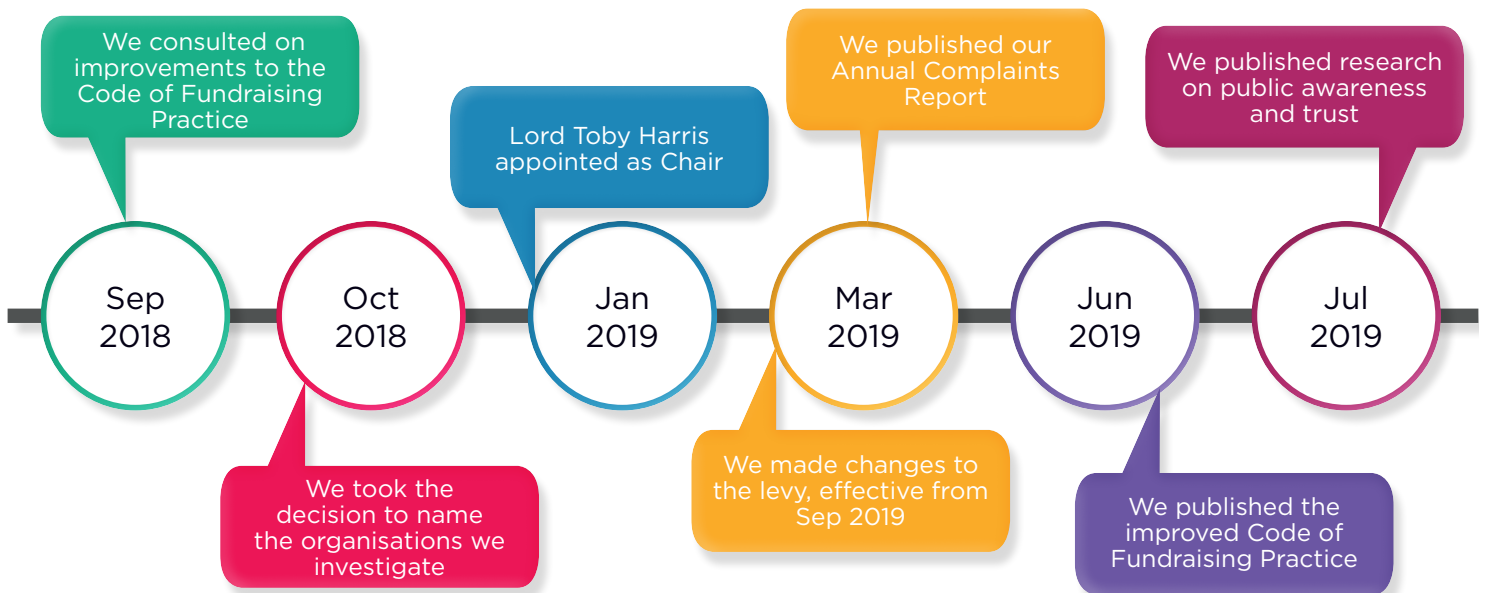 We consulted on
improvements to the
Code of Fundraising
Practice
Lord Toby Harris
appointed as Chair
We published our
Annual Complaints
Report
We published research
on public awareness
and trust
Sep
2018
Oct
2018
Jan
2019
Mar
2019
Jun
2019
Jul
2019
We took the
decision to name
the organisations we
investigate
We made changes to
the levy, effective from
Sep 2019
We published the
improved Code of
Fundraising Practice